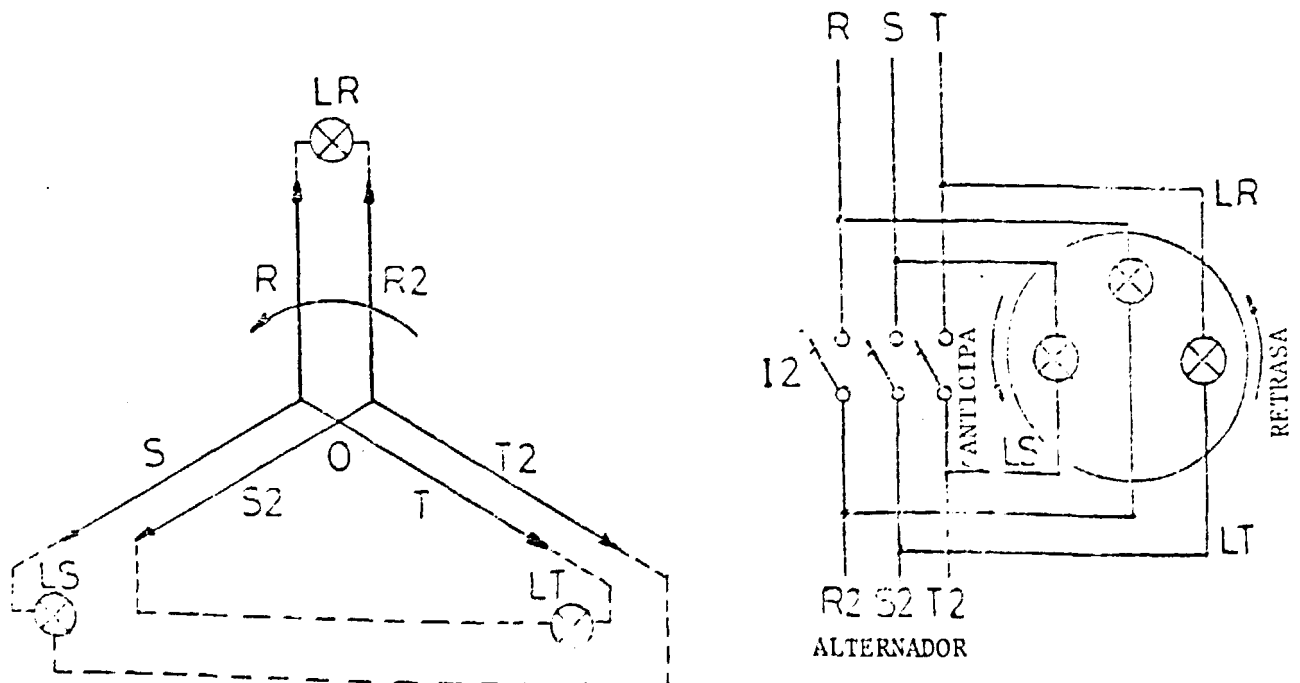 LR
R
R2
S
S2
O
T
T2
LS
LT
R S T
LR
I2
ANTICIPA
RETRASA
LS
LT
R2 S2 T2
ALTERNADOR